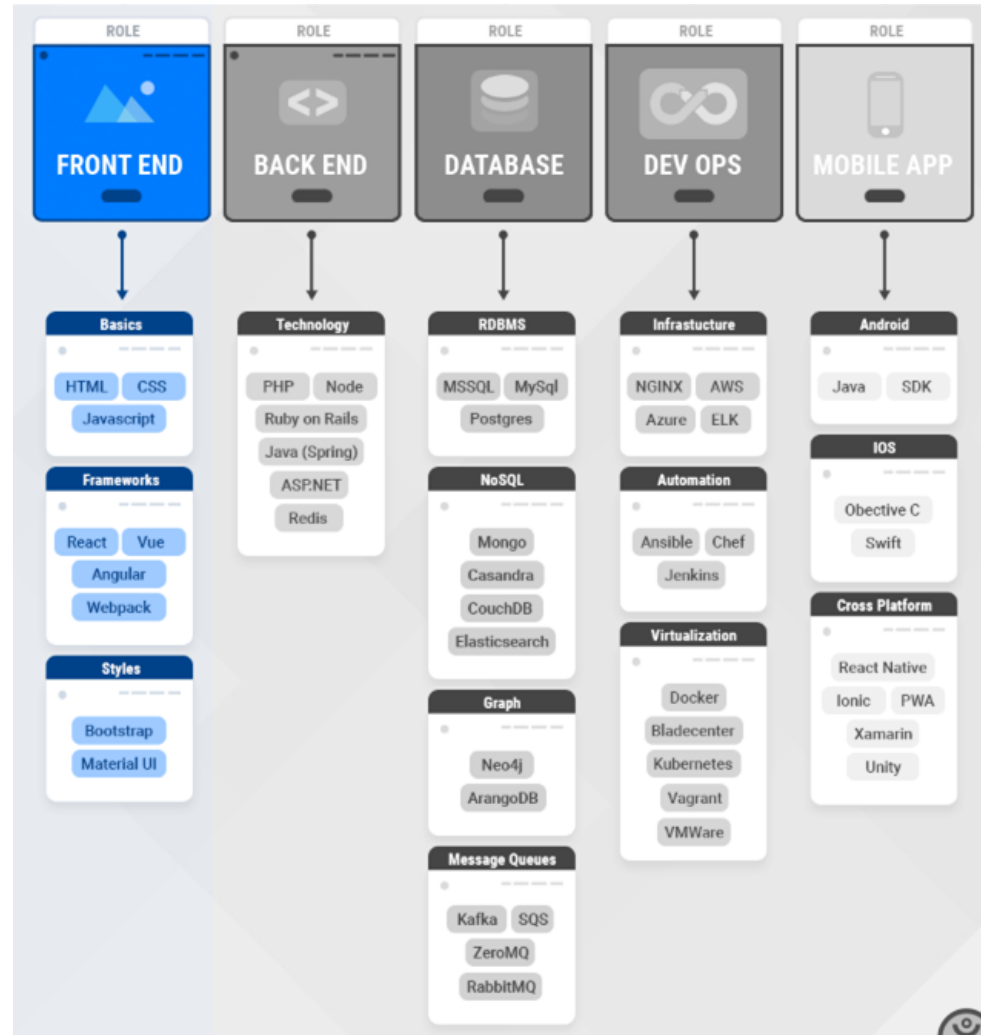 ROLE
FRONT END
Basics
HTML CSS
Javascript
Frameworks
React Vue
Angular
Webpack
Styles
Bootstrap
Material UI
ROLE
BACK END
Technology
PHP Node
Ruby on Rails
Java (Spring)
ASP.NET
Redis
ROLE
DATABASE
RDBMS
MSSQL MySql
Postgres
NoSQL
Mongo
Casandra
CouchDB
Elasticsearch
Graph
Neo4j
ArangoDB
Message Queues
Kafka SQS
ZeroMQ
RabbitMQ
ROLE
DEV OPS
Infrastucture
NGINX AWS
Azure ELK
Automation
Ansible Chef
Jenkins
Virtualization
Docker
Bladecenter
Kubernetes
Vagrant
VMWare
ROLE
MOBILE APP
Android
Java SDK
IOS
Obective C
Swift
Cross Platform
React Native
Ionic PWA
Xamarin
Unity